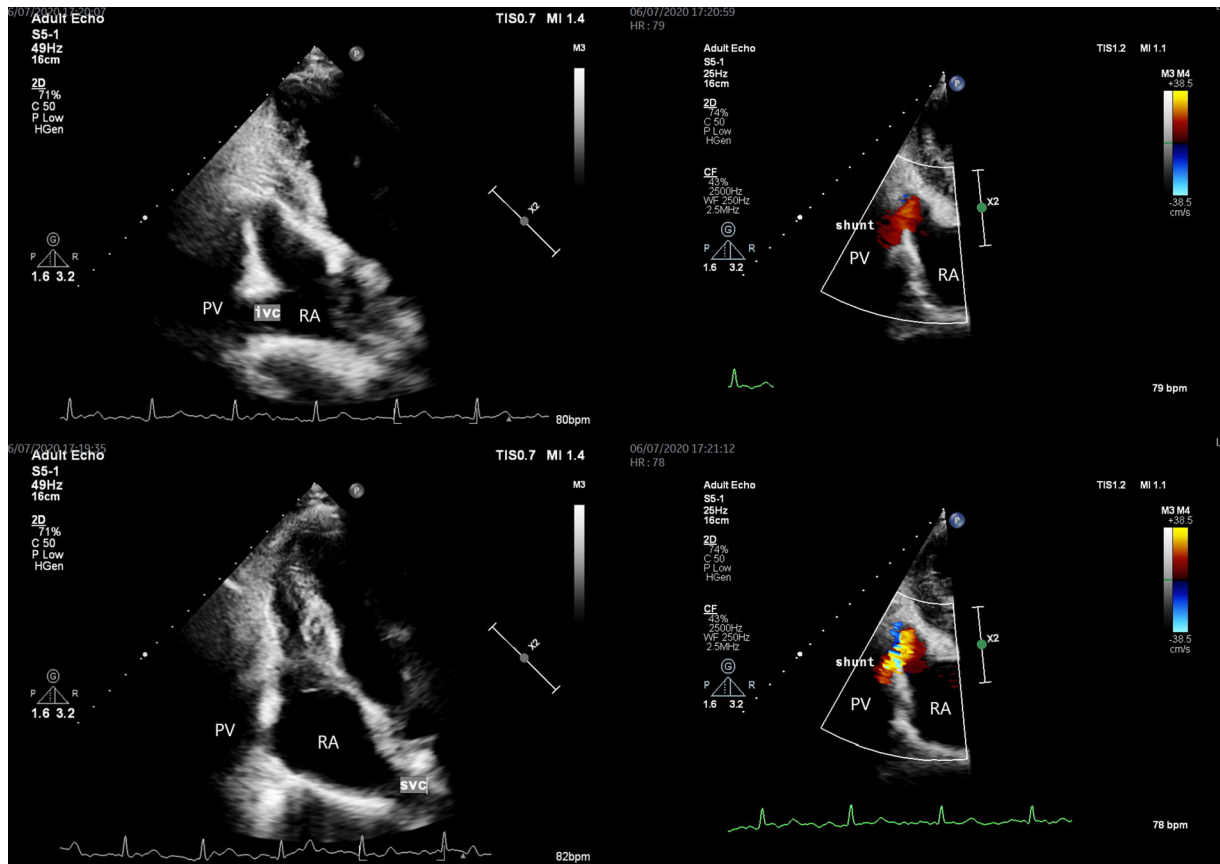 06/07/2020 17:20:07
Adult Echo
TIS0.7 MI 1.4
S5-1
49Hz
16cm
M3
2D
71%
C 50
P Low
HGen
X2
G
P R
1.6 3.2
PV
ivc
RA
80bpm
06/07/2020 17:20:59
HR : 79
Adult Echo
TIS1.2 MI 1.1
S5-1
25Hz
16cm
M3 M4
+38.5
2D
74%
C 50
P Low
HGen
CF
43%
2500Hz
WF 250Hz
2.5MHz
-38.5
cm/s
X2
G
P R
1.6 3.2
shunt
PV
RA
P
79 bpm
6/07/2020 17:19:35
Adult Echo
TIS0.7 MI 1.4
S5-1
49Hz
16cm
M3
2D
71%
C 50
P Low
HGen
X2
G
P R
1.6 3.2
PV
RA
svc
P
82bpm
06/07/2020 17:21:12
HR : 78
Adult Echo
TIS1.2 MI 1.1
S5-1
25Hz
16cm
M3 M4
+38.5
2D
74%
C 50
P Low
HGen
CF
43%
2500Hz
WF 250Hz
2.5MHz
-38.5
cm/s
X2
G
P R
1.6 3.2
shunt
PV
RA
P
78 bpm